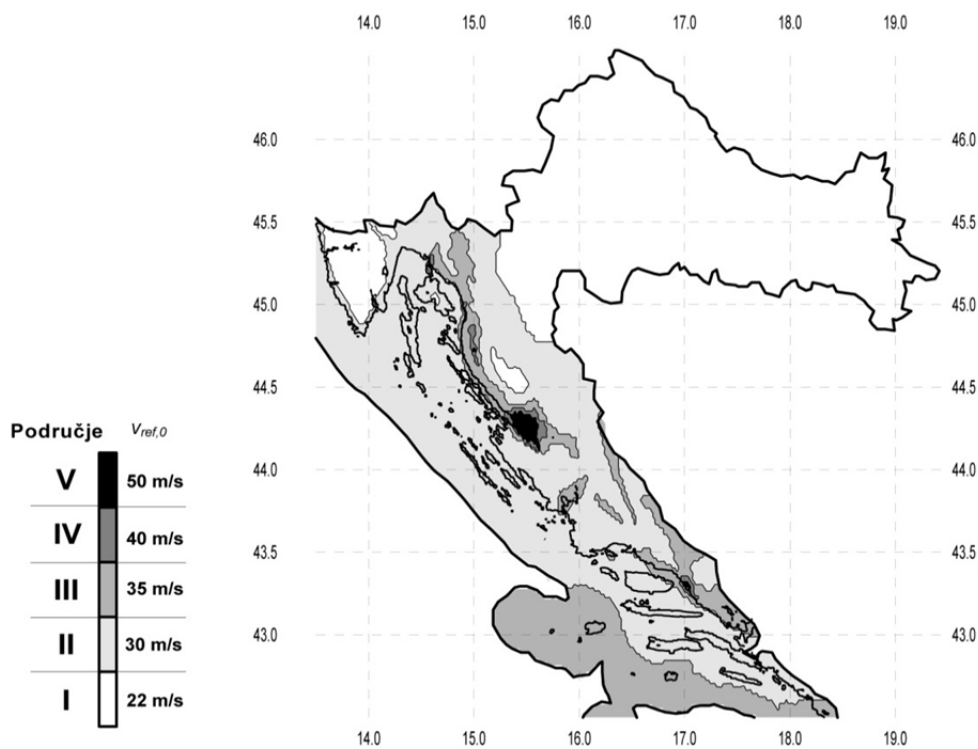 14.0 15.0 16.0 17.0 18.0 19.0
46.0 46.0
45.5 45.5
45.0 45.0
44.5 44.5
Područje v_ref,0
44.0 44.0
V 50 m/s
IV 40 m/s
43.5 43.5
III 35 m/s
43.0 43.0
II 30 m/s
I 22 m/s
14.0 15.0 16.0 17.0 18.0 19.0